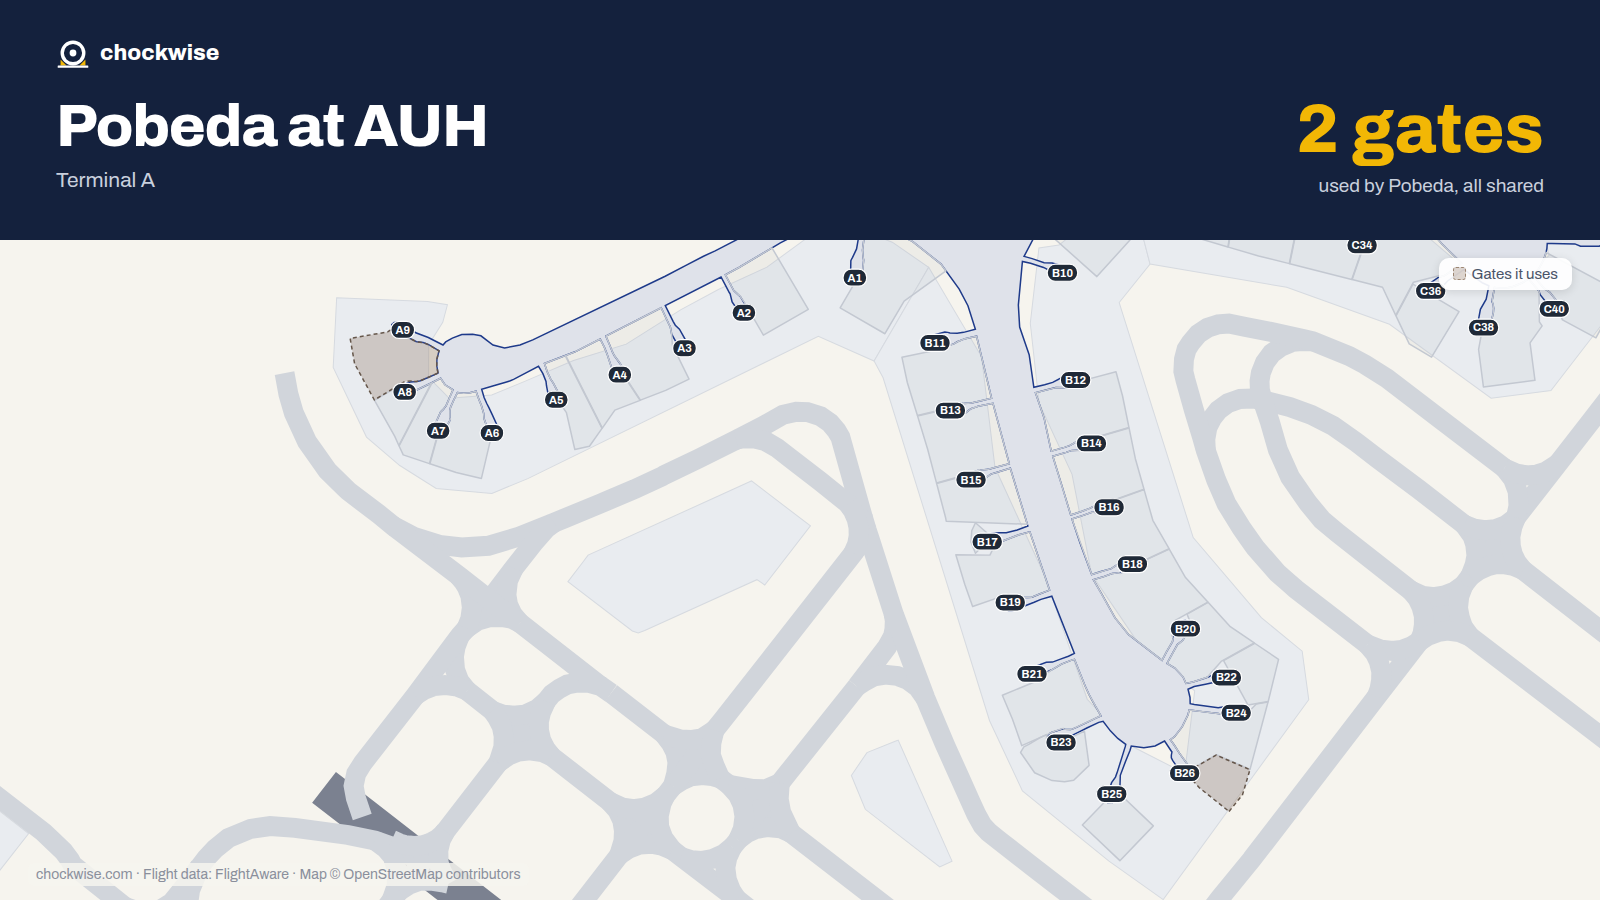 chockwise
Pobeda at AUH
Terminal A
2 gates
used by Pobeda, all shared
Gates it uses
C34
B10
A1
C36
C40
A2
C38
A9
B11
A3
A4
B12
A8
A5
B13
A7
A6
B14
B15
B16
B17
B18
B19
B20
B21
B22
B24
B23
B26
B25
chockwise.com · Flight data: FlightAware · Map © OpenStreetMap contributors